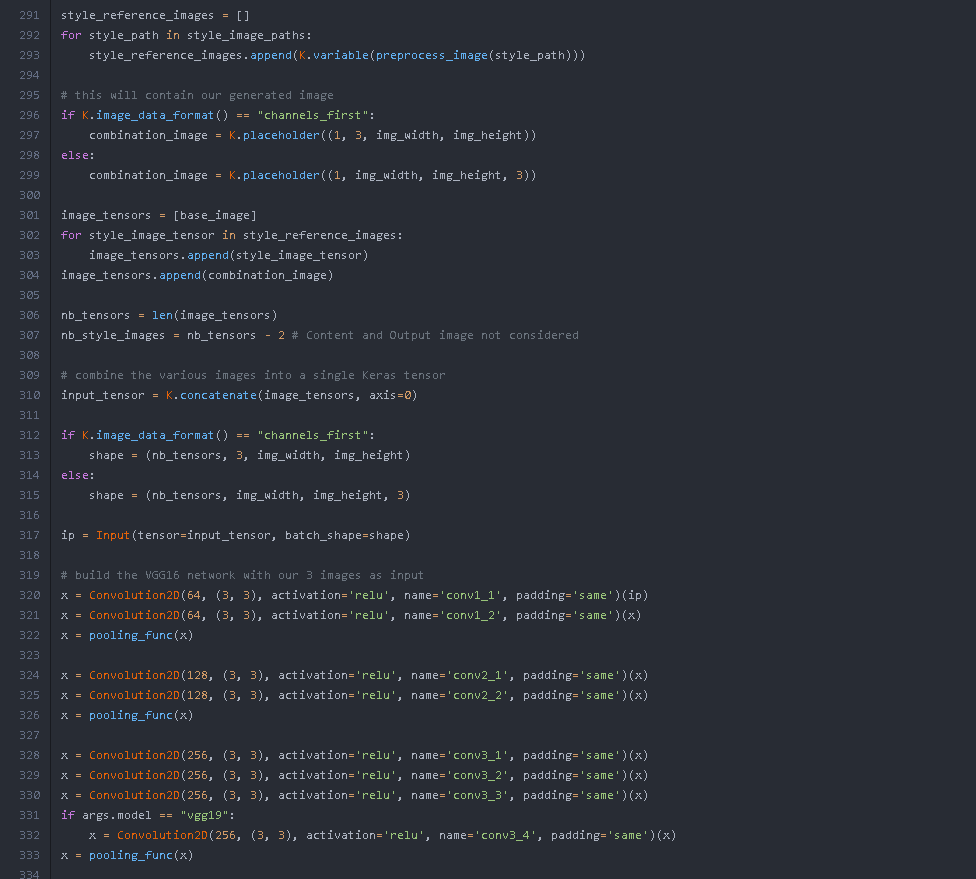 291 style_reference_images = []
292 for style_path in style_image_paths:
293     style_reference_images.append(K.variable(preprocess_image(style_path)))
294
295 # this will contain our generated image
296 if K.image_data_format() == "channels_first":
297     combination_image = K.placeholder((1, 3, img_width, img_height))
298 else:
299     combination_image = K.placeholder((1, img_width, img_height, 3))
300
301 image_tensors = [base_image]
302 for style_image_tensor in style_reference_images:
303     image_tensors.append(style_image_tensor)
304 image_tensors.append(combination_image)
305
306 nb_tensors = len(image_tensors)
307 nb_style_images = nb_tensors - 2 # Content and Output image not considered
308
309 # combine the various images into a single Keras tensor
310 input_tensor = K.concatenate(image_tensors, axis=0)
311
312 if K.image_data_format() == "channels_first":
313     shape = (nb_tensors, 3, img_width, img_height)
314 else:
315     shape = (nb_tensors, img_width, img_height, 3)
316
317 ip = Input(tensor=input_tensor, batch_shape=shape)
318
319 # build the VGG16 network with our 3 images as input
320 x = Convolution2D(64, (3, 3), activation='relu', name='conv1_1', padding='same')(ip)
321 x = Convolution2D(64, (3, 3), activation='relu', name='conv1_2', padding='same')(x)
322 x = pooling_func(x)
323
324 x = Convolution2D(128, (3, 3), activation='relu', name='conv2_1', padding='same')(x)
325 x = Convolution2D(128, (3, 3), activation='relu', name='conv2_2', padding='same')(x)
326 x = pooling_func(x)
327
328 x = Convolution2D(256, (3, 3), activation='relu', name='conv3_1', padding='same')(x)
329 x = Convolution2D(256, (3, 3), activation='relu', name='conv3_2', padding='same')(x)
330 x = Convolution2D(256, (3, 3), activation='relu', name='conv3_3', padding='same')(x)
331 if args.model == "vgg19":
332     x = Convolution2D(256, (3, 3), activation='relu', name='conv3_4', padding='same')(x)
333 x = pooling_func(x)
334